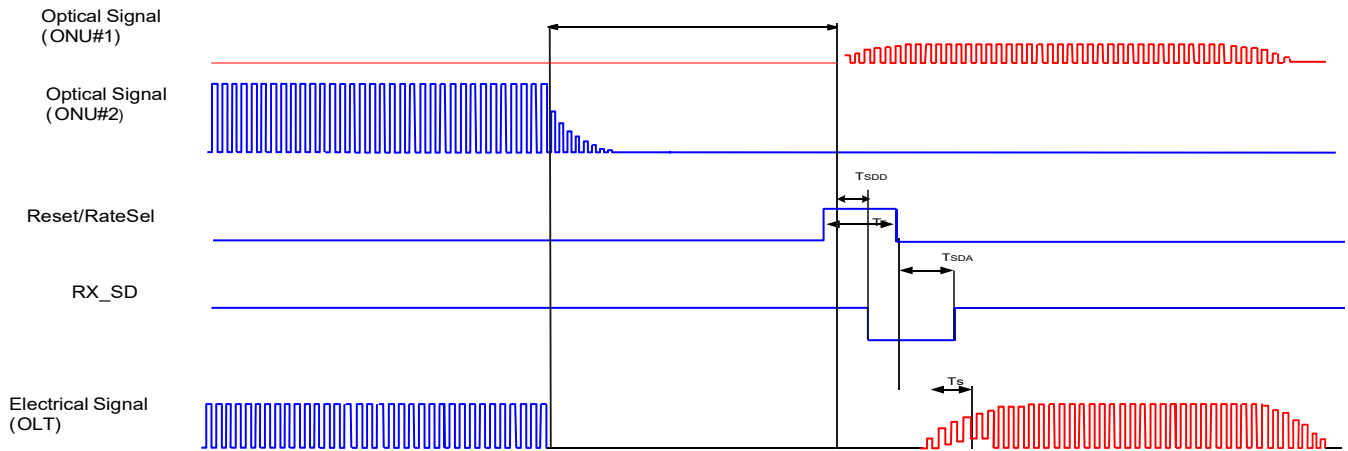 Optical Signal
(ONU#1)
Optical Signal
(ONU#2)
TSDD
Reset/RateSel
TSDA
RX_SD
Ts
Electrical Signal
(OLT)